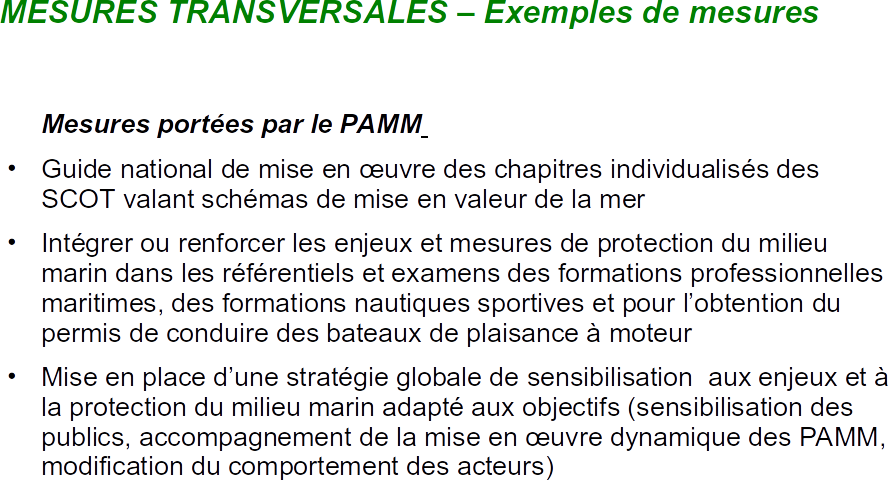 MESURES TRANSVERSALES – Exemples de mesures
Mesures portées par le PAMM
• Guide national de mise en œuvre des chapitres individualisés des
SCOT valant schémas de mise en valeur de la mer
• Intégrer ou renforcer les enjeux et mesures de protection du milieu
marin dans les référentiels et examens des formations professionnelles
maritimes, des formations nautiques sportives et pour l’obtention du
permis de conduire des bateaux de plaisance à moteur
• Mise en place d’une stratégie globale de sensibilisation  aux enjeux et à
la protection du milieu marin adapté aux objectifs (sensibilisation des
publics, accompagnement de la mise en œuvre dynamique des PAMM,
modification du comportement des acteurs)